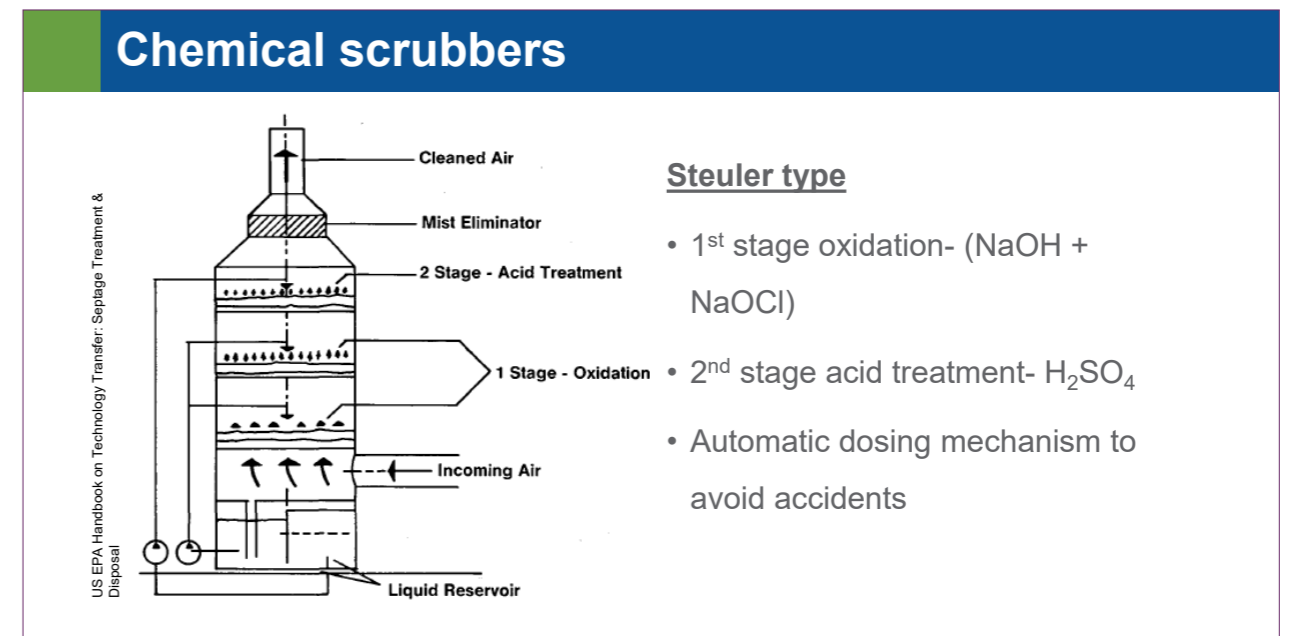 Chemical scrubbers
US EPA Handbook on Technology Transfer: Septage Treatment &
Disposal
Cleaned Air
Mist Eliminator
2 Stage - Acid Treatment
1 Stage - Oxidation
Incoming Air
Liquid Reservoir
Steuler type
• 1st stage oxidation- (NaOH +
NaOCl)
• 2nd stage acid treatment- H2SO4
• Automatic dosing mechanism to
avoid accidents